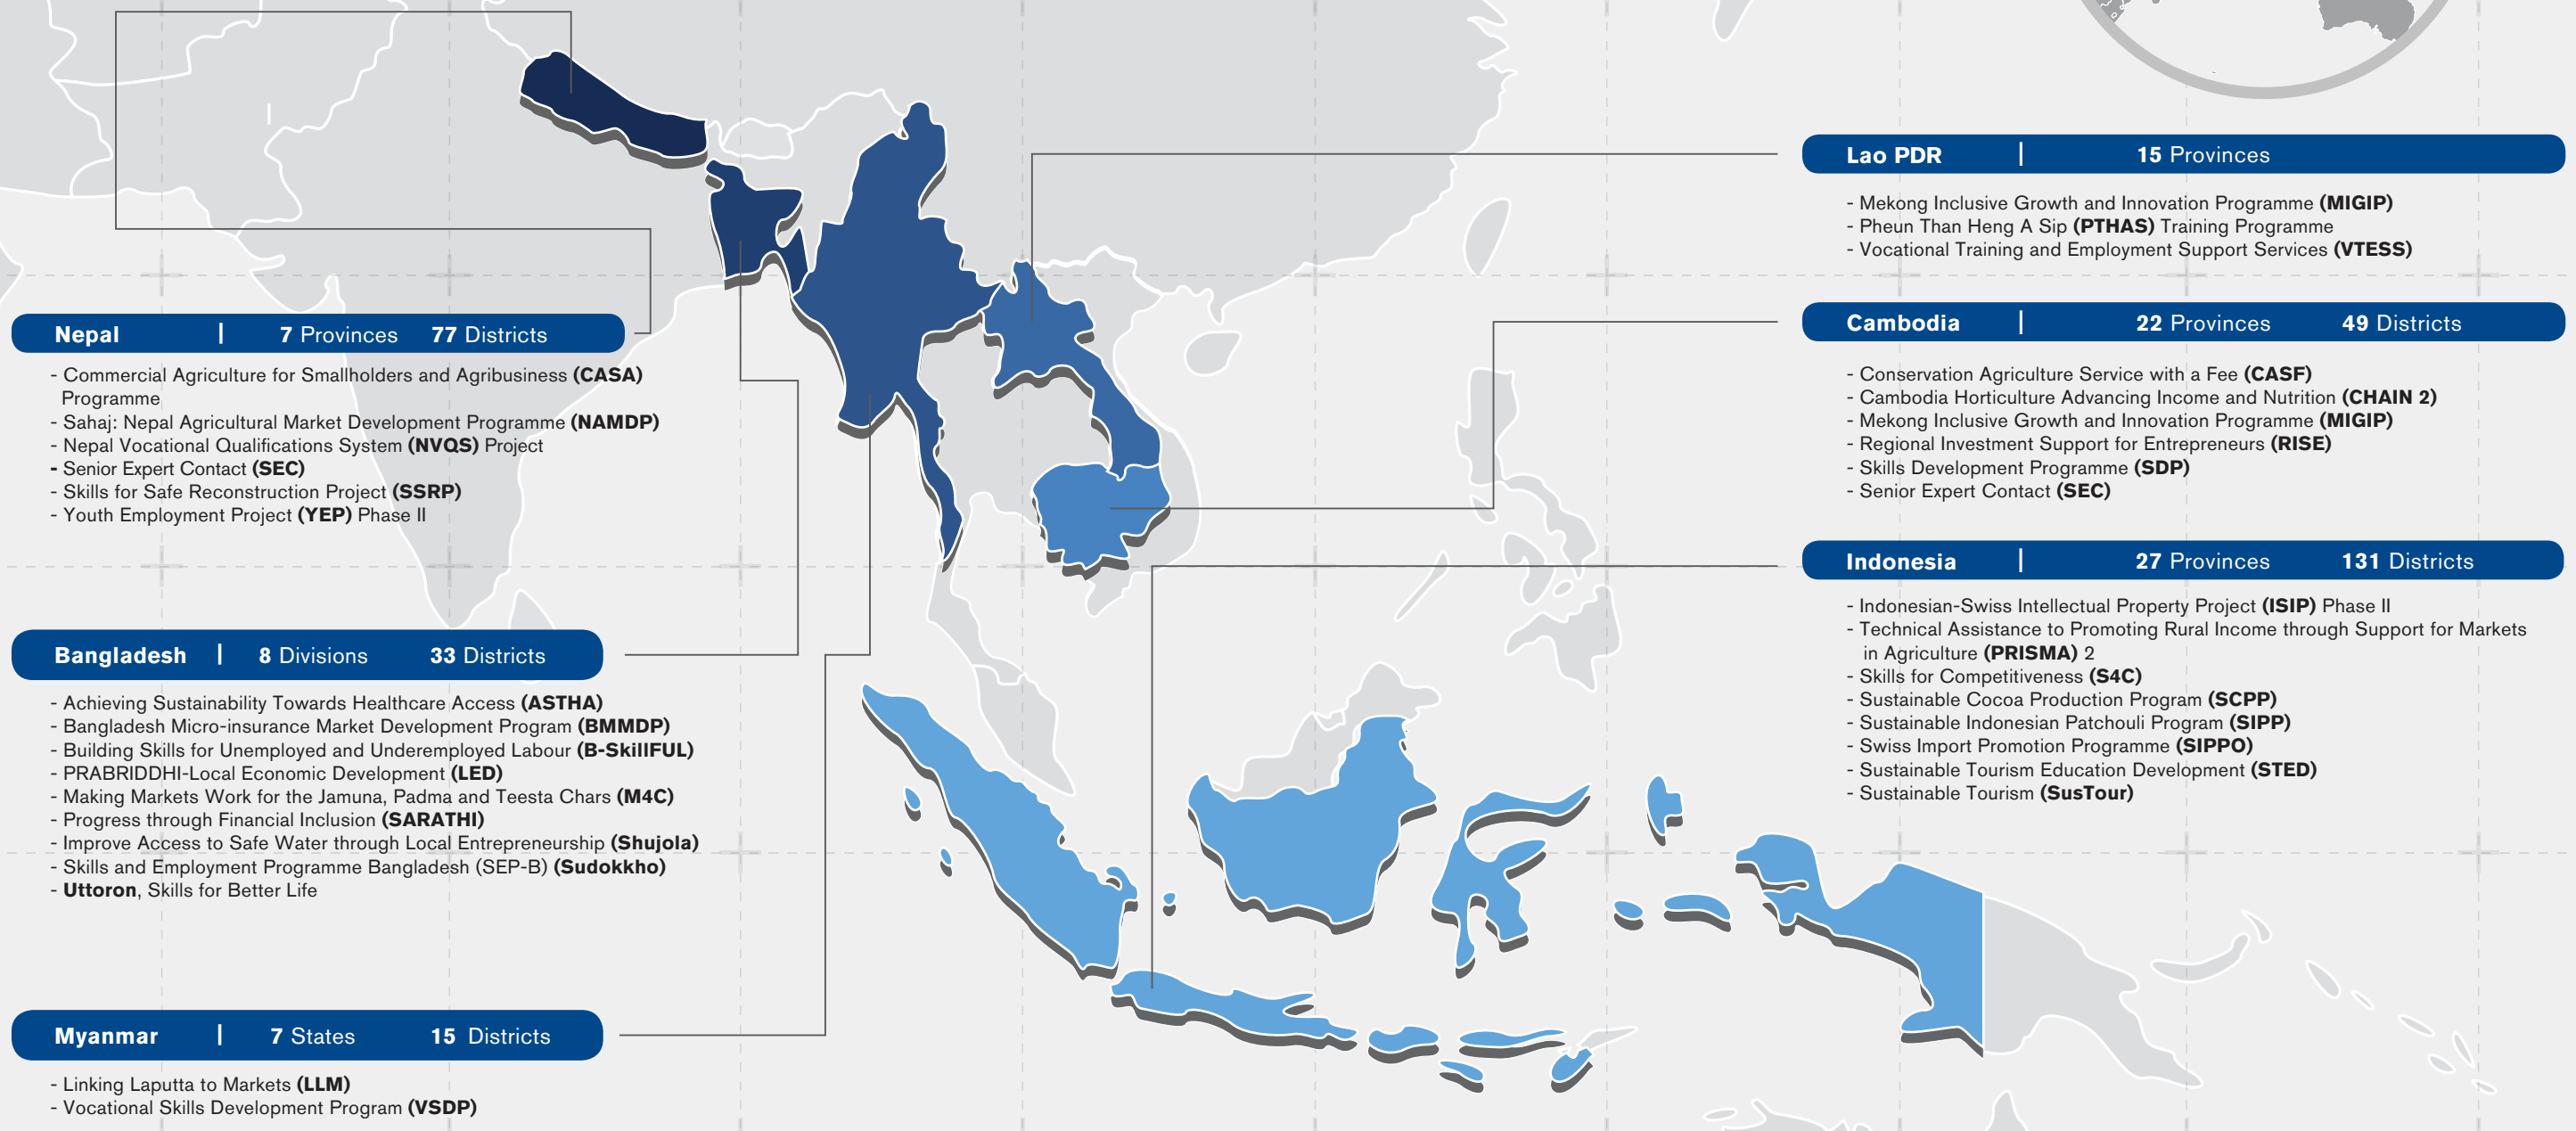 Nepal | 7 Provinces 77 Districts
- Commercial Agriculture for Smallholders and Agribusiness (CASA)
Programme
- Sahaj: Nepal Agricultural Market Development Programme (NAMDP)
- Nepal Vocational Qualifications System (NVQS) Project
- Senior Expert Contact (SEC)
- Skills for Safe Reconstruction Project (SSRP)
- Youth Employment Project (YEP) Phase II
Bangladesh | 8 Divisions 33 Districts
- Achieving Sustainability Towards Healthcare Access (ASTHA)
- Bangladesh Micro-insurance Market Development Program (BMMDP)
- Building Skills for Unemployed and Underemployed Labour (B-SkillFUL)
- PRABRIDDHI-Local Economic Development (LED)
- Making Markets Work for the Jamuna, Padma and Teesta Chars (M4C)
- Progress through Financial Inclusion (SARATHI)
- Improve Access to Safe Water through Local Entrepreneurship (Shujola)
- Skills and Employment Programme Bangladesh (SEP-B) (Sudokkho)
- Uttoron, Skills for Better Life
Myanmar | 7 States 15 Districts
- Linking Laputta to Markets (LLM)
- Vocational Skills Development Program (VSDP)
Lao PDR | 15 Provinces
- Mekong Inclusive Growth and Innovation Programme (MIGIP)
- Pheun Than Heng A Sip (PTHAS) Training Programme
- Vocational Training and Employment Support Services (VTESS)
Cambodia | 22 Provinces 49 Districts
- Conservation Agriculture Service with a Fee (CASF)
- Cambodia Horticulture Advancing Income and Nutrition (CHAIN 2)
- Mekong Inclusive Growth and Innovation Programme (MIGIP)
- Regional Investment Support for Entrepreneurs (RISE)
- Skills Development Programme (SDP)
- Senior Expert Contact (SEC)
Indonesia | 27 Provinces 131 Districts
- Indonesian-Swiss Intellectual Property Project (ISIP) Phase II
- Technical Assistance to Promoting Rural Income through Support for Markets
in Agriculture (PRISMA) 2
- Skills for Competitiveness (S4C)
- Sustainable Cocoa Production Program (SCPP)
- Sustainable Indonesian Patchouli Program (SIPP)
- Swiss Import Promotion Programme (SIPPO)
- Sustainable Tourism Education Development (STED)
- Sustainable Tourism (SusTour)